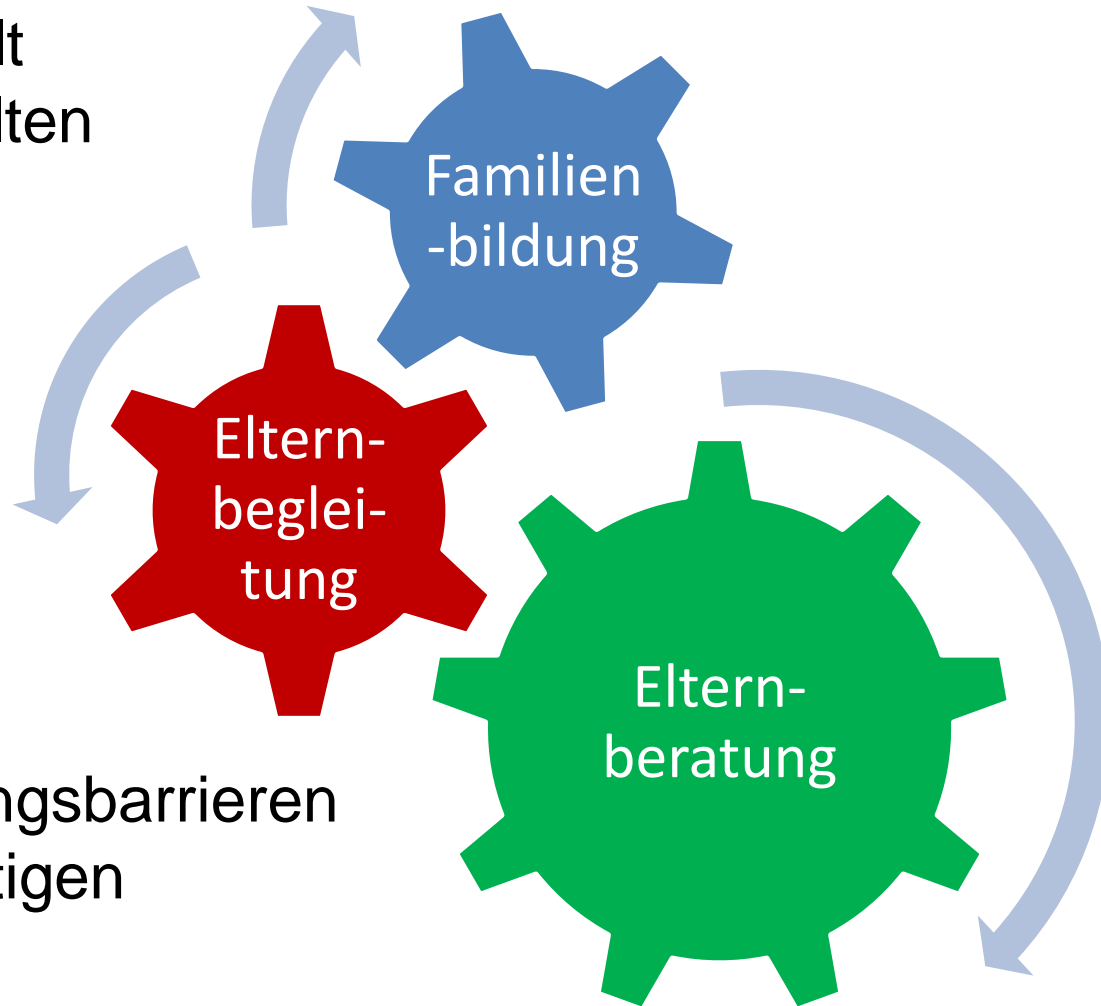 lt
lten
Familien
-bildung
Eltern-
beglei-
tung
Eltern-
beratung
ngsbarrieren
tigen